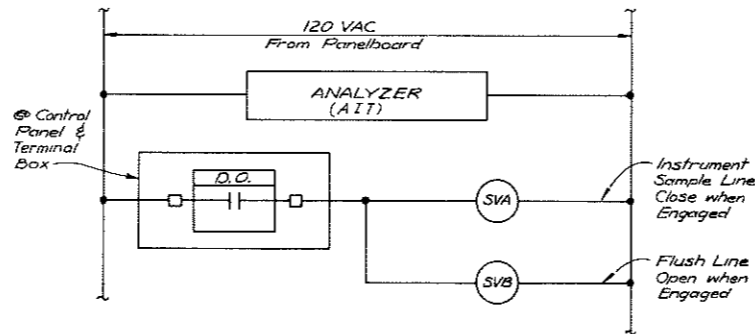 120 VAC
From Panelboard
ANALYZER
(AIT)
@ Control
Panel &
Terminal
Box
D.O.
SVA
Instrument
Sample Line
Close when
Engaged
SVB
Flush Line
Open when
Engaged